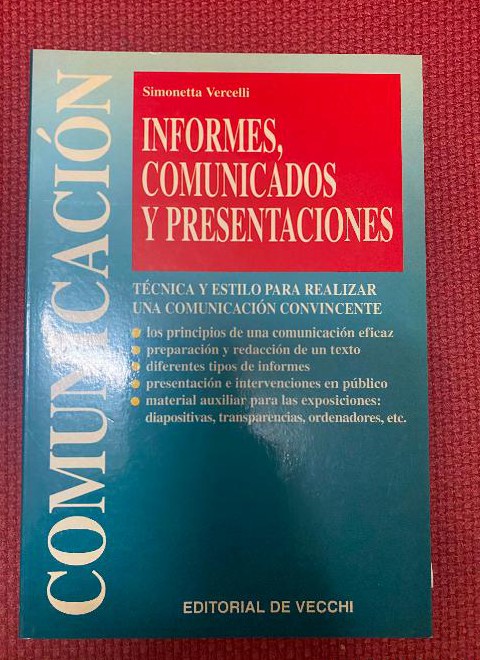 COMUNICACIÓN
Simonetta Vercelli
INFORMES,
COMUNICADOS
Y PRESENTACIONES
TÉCNICA Y ESTILO PARA REALIZAR
UNA COMUNICACIÓN CONVINCENTE
los principios de una comunicación eficaz
preparación y redacción de un texto
diferentes tipos de informes
presentación e intervenciones en público
material auxiliar para las exposiciones:
diapositivas, transparencias, ordenadores, etc.
EDITORIAL DE VECCHI